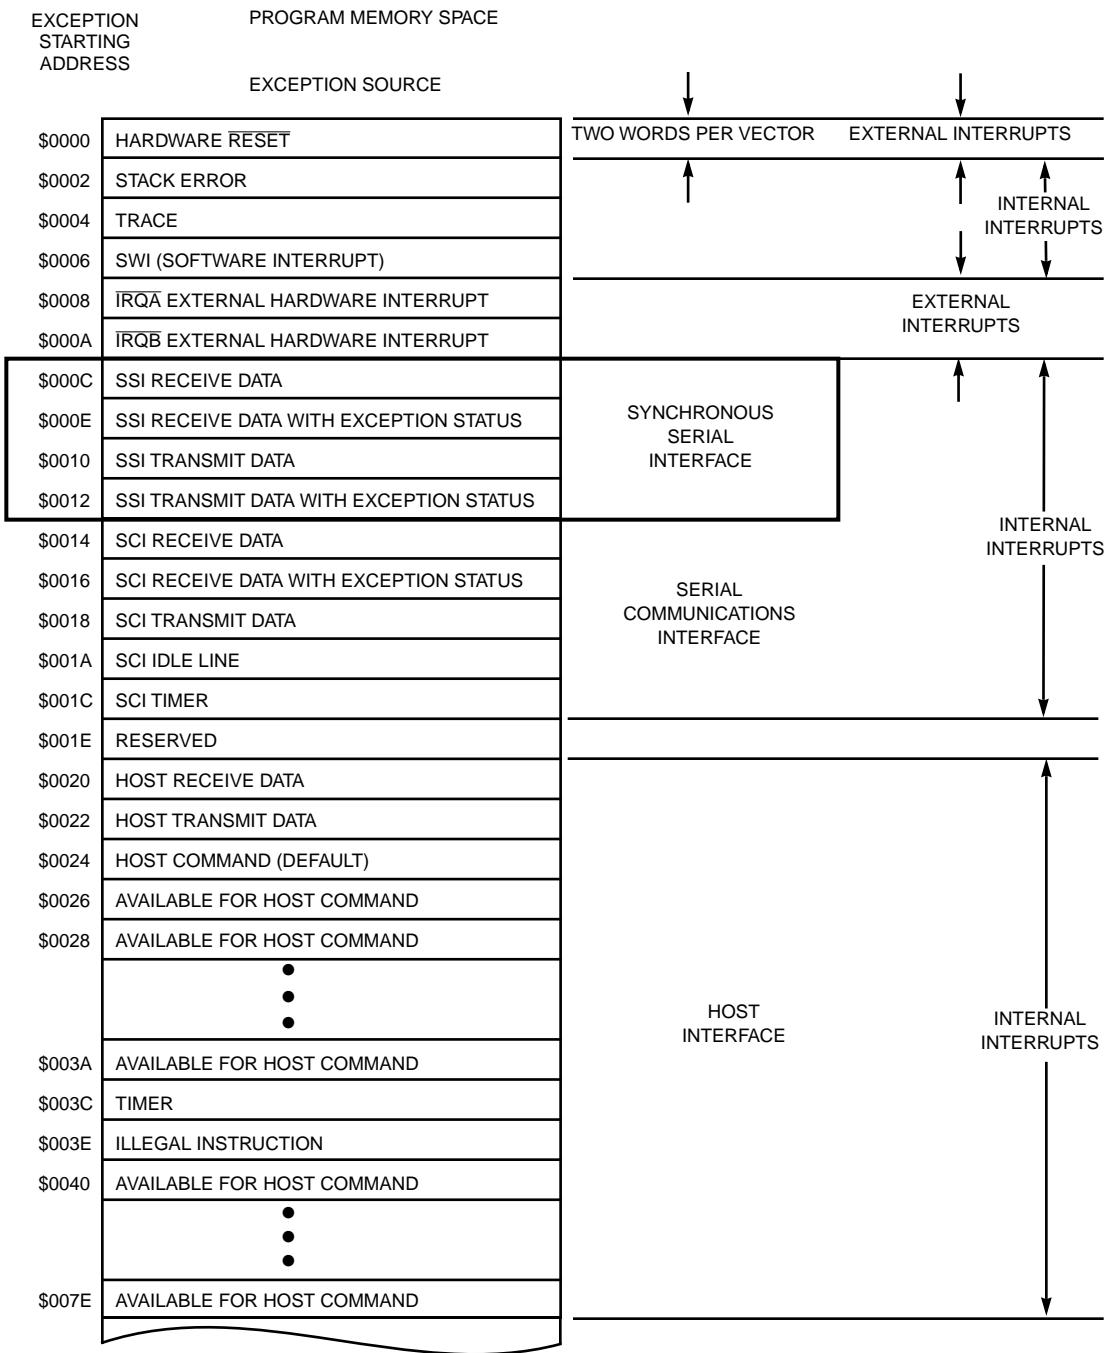 EXCEPTION
STARTING
ADDRESS
PROGRAM MEMORY SPACE
EXCEPTION SOURCE
$0000 HARDWARE RESET
TWO WORDS PER VECTOR
EXTERNAL INTERRUPTS
$0002 STACK ERROR
$0004 TRACE
INTERNAL
INTERRUPTS
$0006 SWI (SOFTWARE INTERRUPT)
$0008 IRQA EXTERNAL HARDWARE INTERRUPT
$000A IRQB EXTERNAL HARDWARE INTERRUPT
EXTERNAL
INTERRUPTS
$000C SSI RECEIVE DATA
$000E SSI RECEIVE DATA WITH EXCEPTION STATUS
$0010 SSI TRANSMIT DATA
$0012 SSI TRANSMIT DATA WITH EXCEPTION STATUS
SYNCHRONOUS
SERIAL
INTERFACE
$0014 SCI RECEIVE DATA
$0016 SCI RECEIVE DATA WITH EXCEPTION STATUS
$0018 SCI TRANSMIT DATA
$001A SCI IDLE LINE
$001C SCI TIMER
SERIAL
COMMUNICATIONS
INTERFACE
INTERNAL
INTERRUPTS
$001E RESERVED
$0020 HOST RECEIVE DATA
$0022 HOST TRANSMIT DATA
$0024 HOST COMMAND (DEFAULT)
$0026 AVAILABLE FOR HOST COMMAND
$0028 AVAILABLE FOR HOST COMMAND
$003A AVAILABLE FOR HOST COMMAND
$003C TIMER
$003E ILLEGAL INSTRUCTION
$0040 AVAILABLE FOR HOST COMMAND
$007E AVAILABLE FOR HOST COMMAND
HOST
INTERFACE
INTERNAL
INTERRUPTS